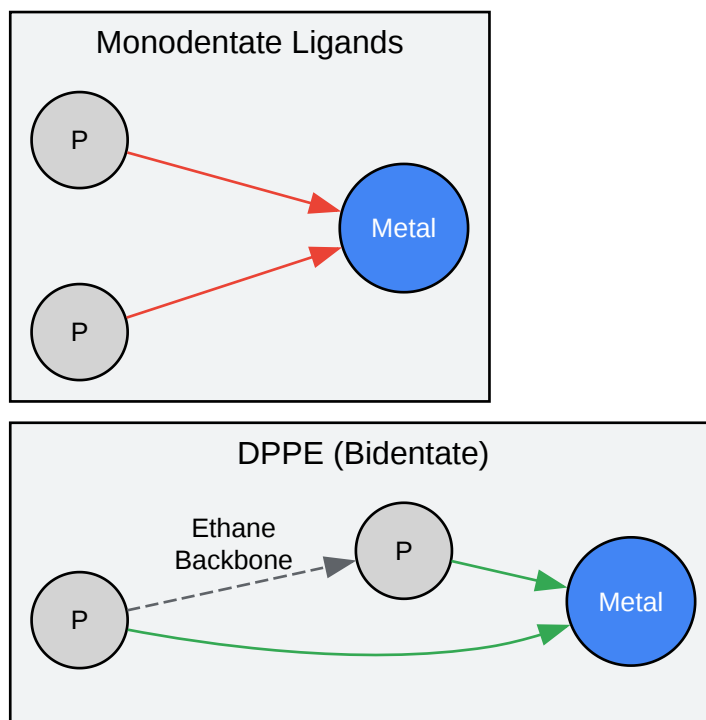 Monodentate Ligands
P
Metal
P
DPPE (Bidentate)
Ethane
Backbone
P
P
Metal